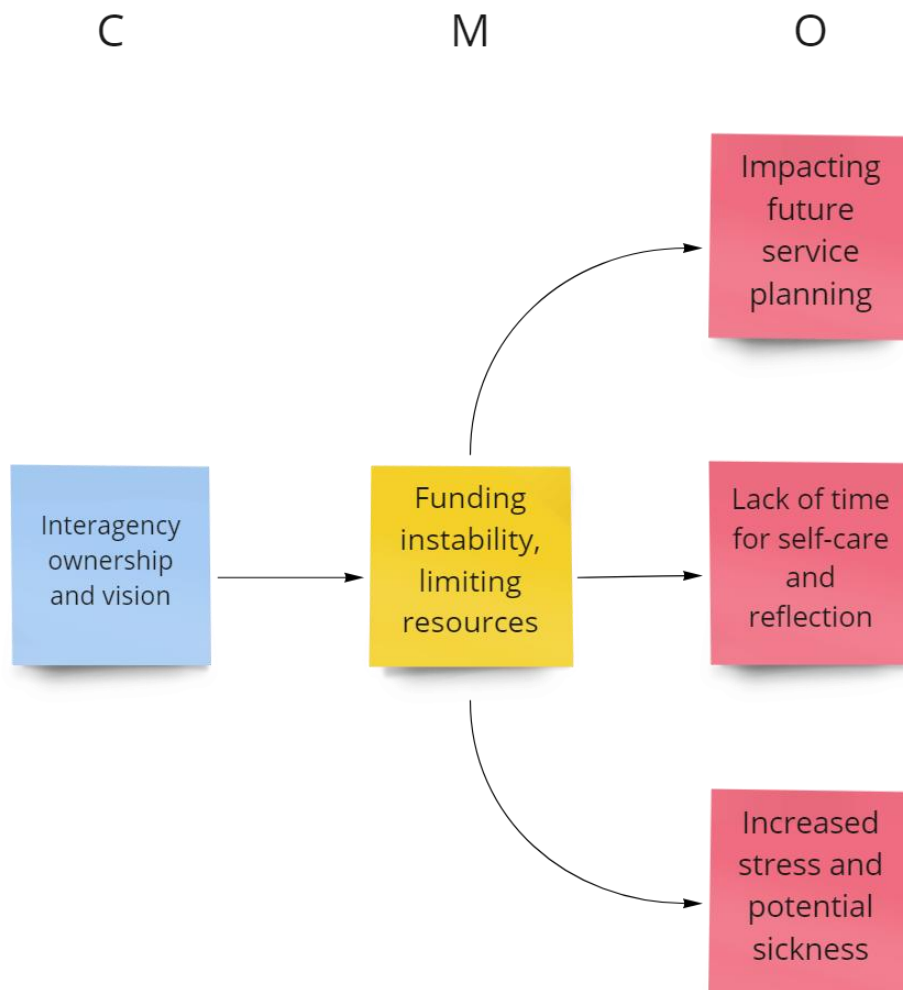 C
M
O
Impacting
future
service
planning
Interagency
ownership
and vision
Funding
instability,
limiting
resources
Lack of time
for self-care
and
reflection
Increased
stress and
potential
sickness